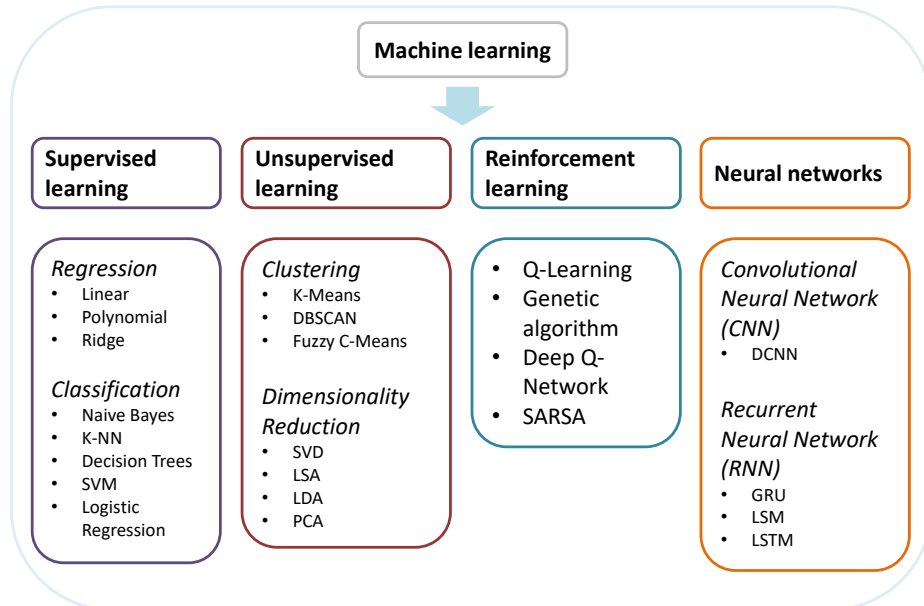 Machine learning
Supervised
learning
Unsupervised
learning
Reinforcement
learning
Neural networks
Regression
• Linear
• Polynomial
• Ridge
Classification
• Naive Bayes
• K-NN
• Decision Trees
• SVM
• Logistic
Regression
Clustering
• K-Means
• DBSCAN
• Fuzzy C-Means
Dimensionality
Reduction
• SVD
• LSA
• LDA
• PCA
• Q-Learning
• Genetic
algorithm
• Deep Q-
Network
• SARSA
Convolutional
Neural Network
(CNN)
• DCNN
Recurrent
Neural Network
(RNN)
• GRU
• LSM
• LSTM